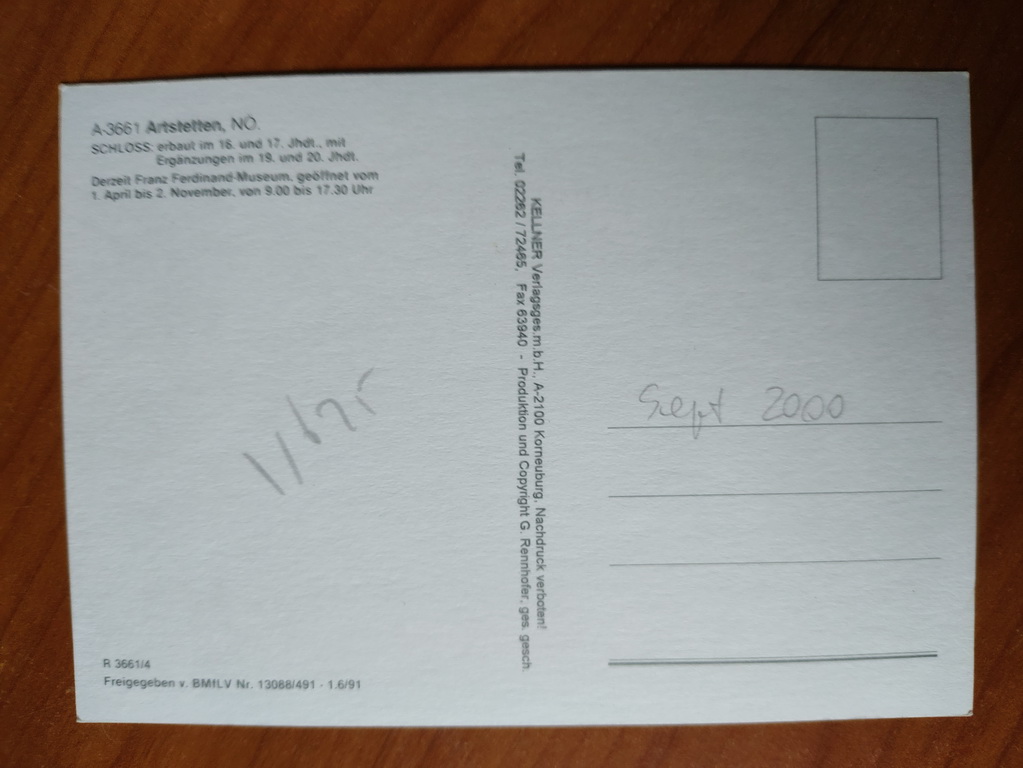 A-3661 Artstetten, NÖ.
SCHLOSS: erbaut im 16. und 17. Jhdt., mit
Ergänzungen im 19. und 20. Jhdt.
Derzeit Franz Ferdinand-Museum, geöffnet vom
1. April bis 2. November, von 9.00 bis 17.30 Uhr
R 3661/4
Freigegeben v. BMfLV Nr. 13088/491 - 1.6/91
KELLNER Verlagsges.m.b.H., A-2100 Korneuburg. Nachdruck verboten!
Tel. 02262 / 72465, Fax 63940 - Produktion und Copyright G. Rennhofer, ges. gesch.
Sept 2000